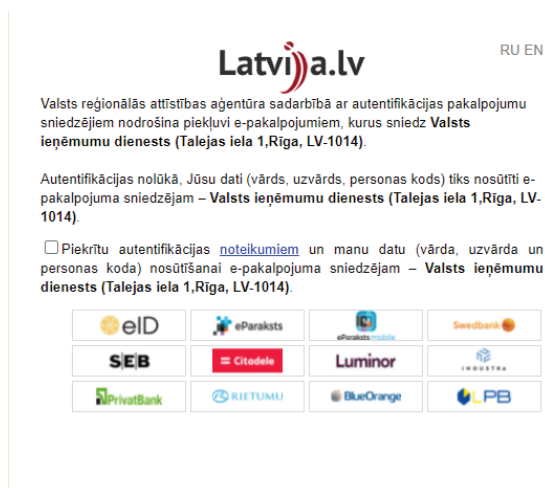 RU EN
Latvija.lv
Valsts reģionālās attīstības aģentūra sadarbībā ar autentifikācijas pakalpojumu
sniedzējiem nodrošina piekļuvi e-pakalpojumiem, kurus sniedz Valsts
ieņēmumu dienests (Talejas iela 1,Rīga, LV-1014).
Autentifikācijas nolūkā, Jūsu dati (vārds, uzvārds, personas kods) tiks nosūtīti e-
pakalpojuma sniedzējam – Valsts ieņēmumu dienests (Talejas iela 1,Rīga, LV-
1014).
Piekrītu autentifikācijas noteikumiem un manu datu (vārda, uzvārda un
personas koda) nosūtīšanai e-pakalpojuma sniedzējam – Valsts ieņēmumu
dienests (Talejas iela 1,Rīga, LV-1014).
eID eParaksts eParaksts mobile Swedbank
SEB Citadele Luminor INDUSTRA
PrivatBank RIETUMU BlueOrange LPB